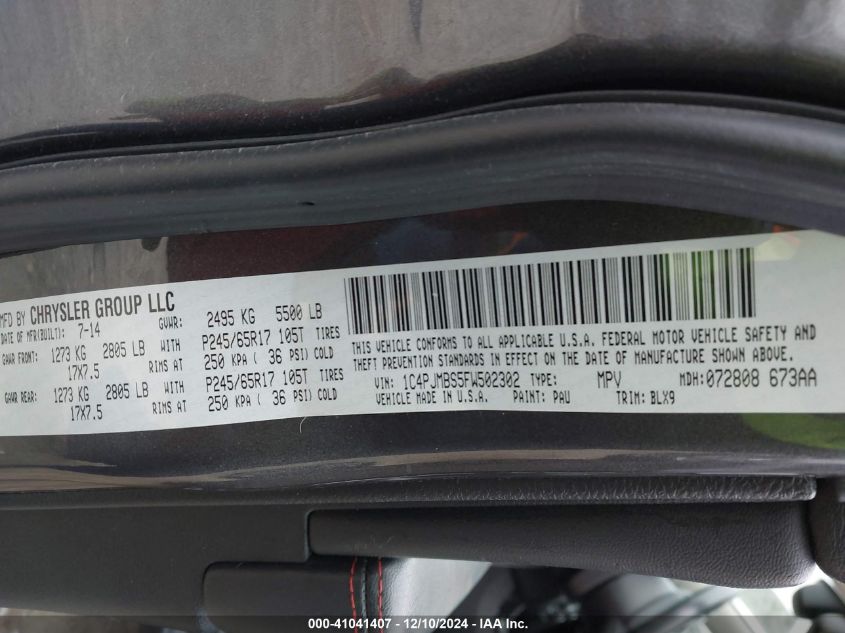 MFD BY CHRYSLER GROUP LLC
DATE OF MFR(BUILT): 7-14 GVWR: 2495 KG 5500 LB
GAWR FRONT: 1273 KG 2805 LB WITH P245/65R17 105T TIRES
17X7.5 RIMS AT 250 KPA ( 36 PSI) COLD
GAWR REAR: 1273 KG 2805 LB WITH P245/65R17 105T TIRES
17X7.5 RIMS AT 250 KPA ( 36 PSI) COLD
THIS VEHICLE CONFORMS TO ALL APPLICABLE U.S.A. FEDERAL MOTOR VEHICLE SAFETY AND
THEFT PREVENTION STANDARDS IN EFFECT ON THE DATE OF MANUFACTURE SHOWN ABOVE.
VIN: 1C4PJMBS5FW502302 TYPE: MPV MDH:072808 673AA
VEHICLE MADE IN U.S.A. PAINT: PAU TRIM: BLX9
000-41041407 - 12/10/2024 - IAA Inc.